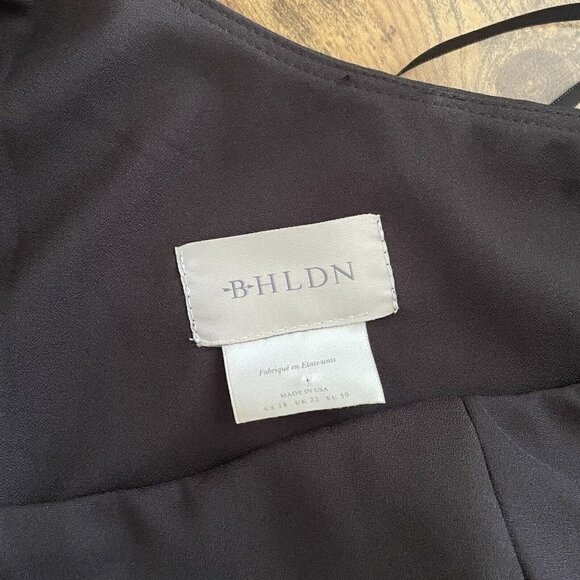 BHLDN
Fabriqué en États-unis
MADE IN USA
US 18 UK 22 EU 50